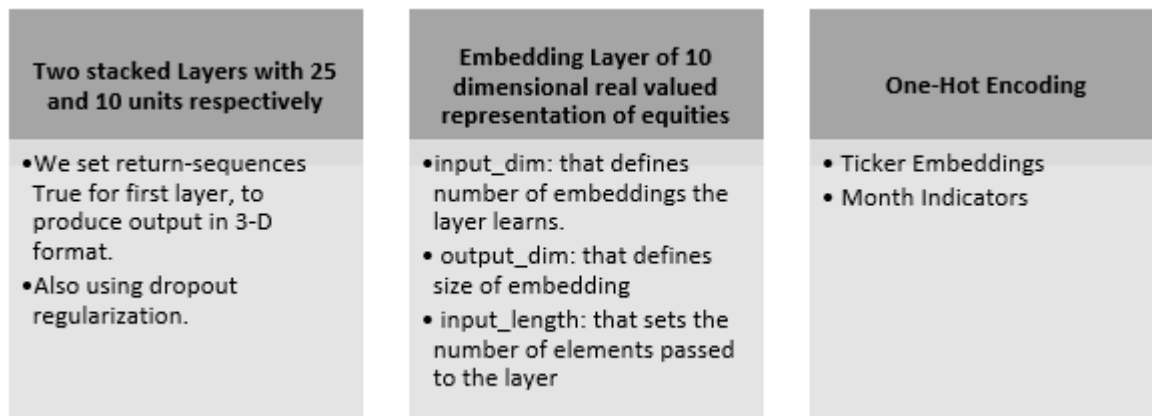 Two stacked Layers with 25
and 10 units respectively
•We set return-sequences
True for first layer, to
produce output in 3-D
format.
•Also using dropout
regularization.
Embedding Layer of 10
dimensional real valued
representation of equities
•input_dim: that defines
number of embeddings the
layer learns.
• output_dim: that defines
size of embedding
• input_length: that sets the
number of elements passed
to the layer
One-Hot Encoding
• Ticker Embeddings
• Month Indicators